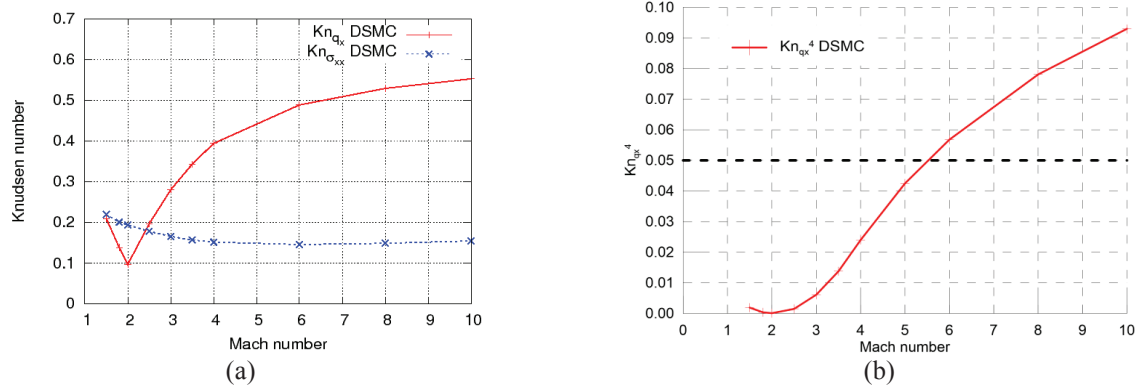 0.7
0.6
0.5
0.4
0.3
0.2
0.1
0
Knudsen number
Kn_qx DSMC
Kn_σxx DSMC
1 2 3 4 5 6 7 8 9 10
Mach number
(a)
0.10
0.09
0.08
0.07
0.06
0.05
0.04
0.03
0.02
0.01
0.00
Kn_qx^4
Kn_qx^4 DSMC
0 1 2 3 4 5 6 7 8 9 10
Mach number
(b)